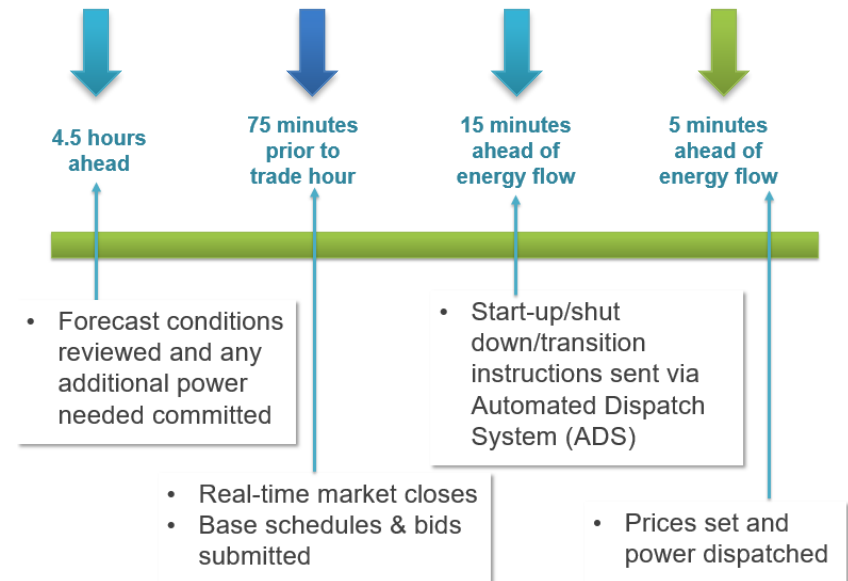 4.5 hours
ahead
75 minutes
prior to
trade hour
15 minutes
ahead of
energy flow
5 minutes
ahead of
energy flow
• Forecast conditions
reviewed and any
additional power
needed committed
• Real-time market closes
• Base schedules & bids
submitted
• Start-up/shut
down/transition
instructions sent via
Automated Dispatch
System (ADS)
• Prices set and
power dispatched